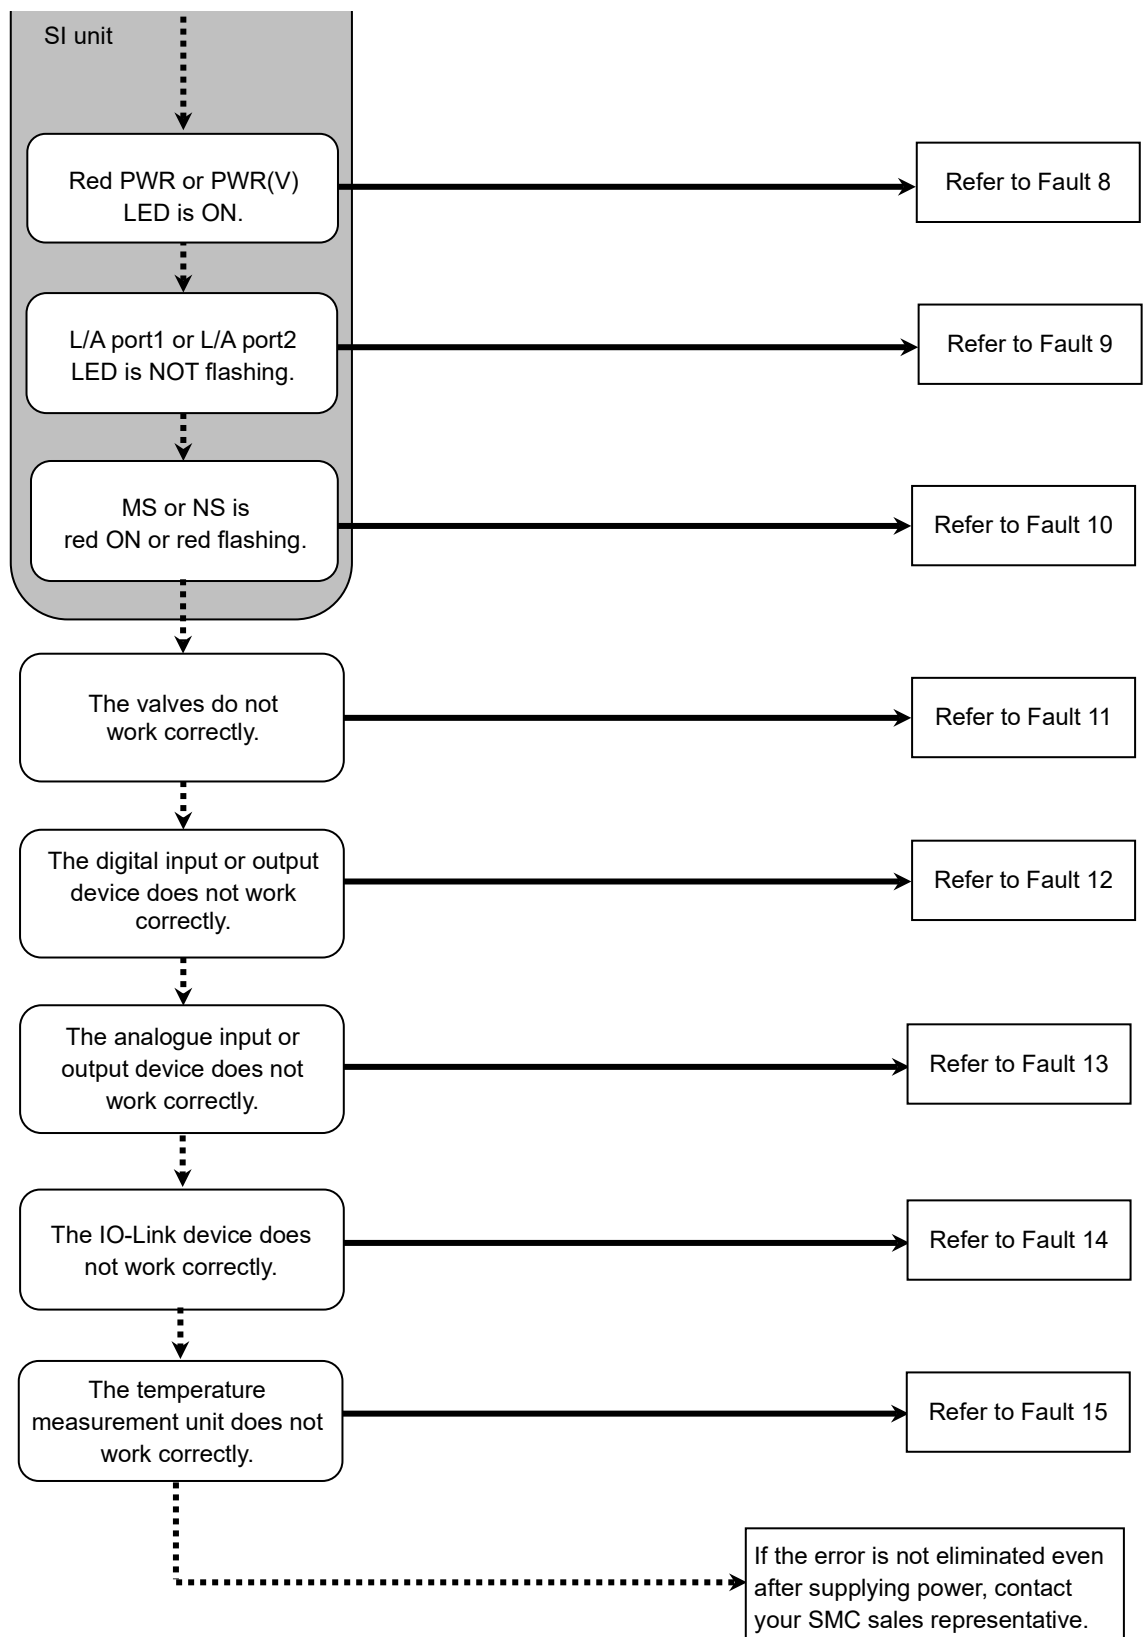 SI unit
Red PWR or PWR(V)
LED is ON.
Refer to Fault 8
L/A port1 or L/A port2
LED is NOT flashing.
Refer to Fault 9
MS or NS is
red ON or red flashing.
Refer to Fault 10
The valves do not
work correctly.
Refer to Fault 11
The digital input or output
device does not work
correctly.
Refer to Fault 12
The analogue input or
output device does not
work correctly.
Refer to Fault 13
The IO-Link device does
not work correctly.
Refer to Fault 14
The temperature
measurement unit does not
work correctly.
Refer to Fault 15
If the error is not eliminated even
after supplying power, contact
your SMC sales representative.